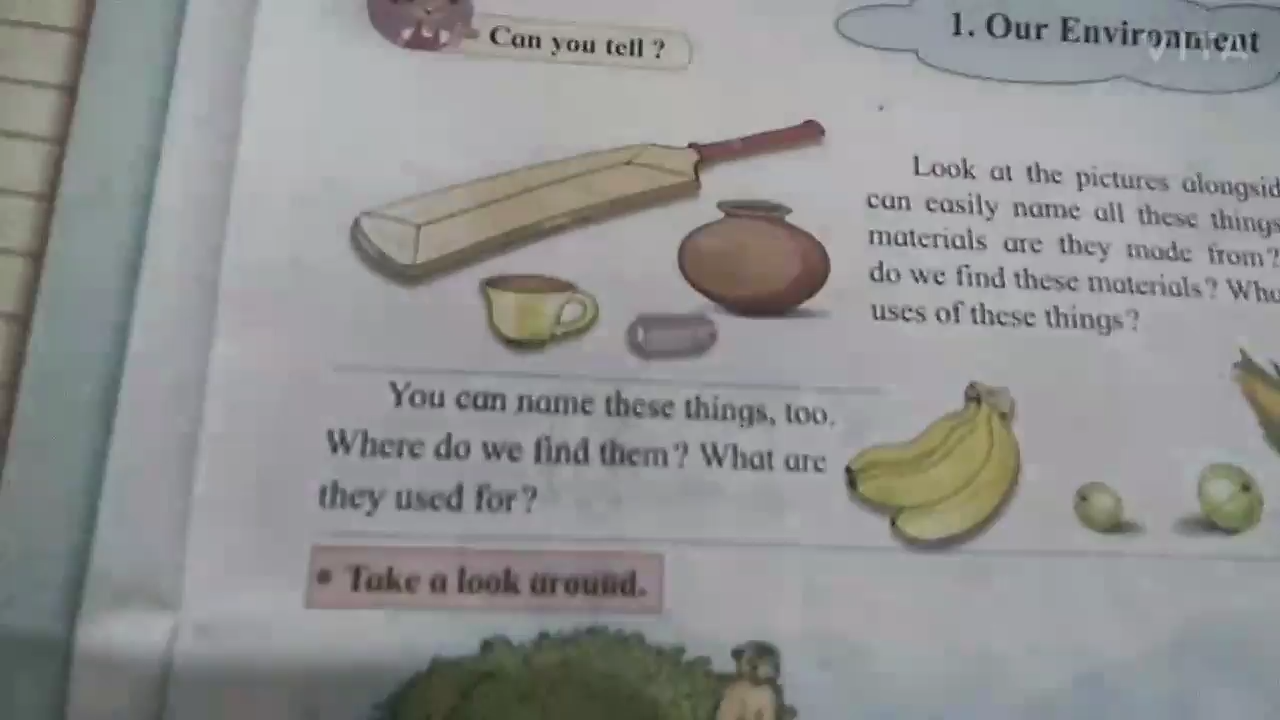 Can you tell ?
1. Our Environment
Look at the pictures alongsid
can easily name all these things
materials are they made from?
do we find these materials?
uses of these things?
You can name these things, too.
Where do we find them? What are
they used for?
• Take a look around.